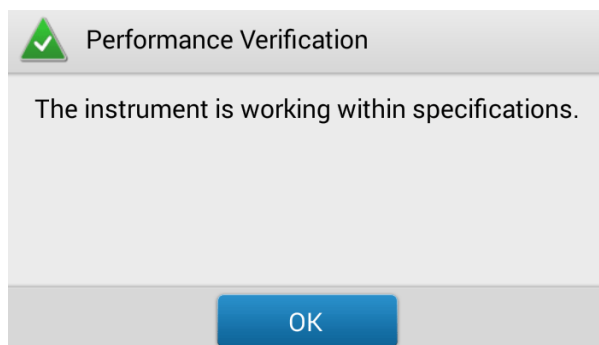 Performance Verification
The instrument is working within specifications.
OK